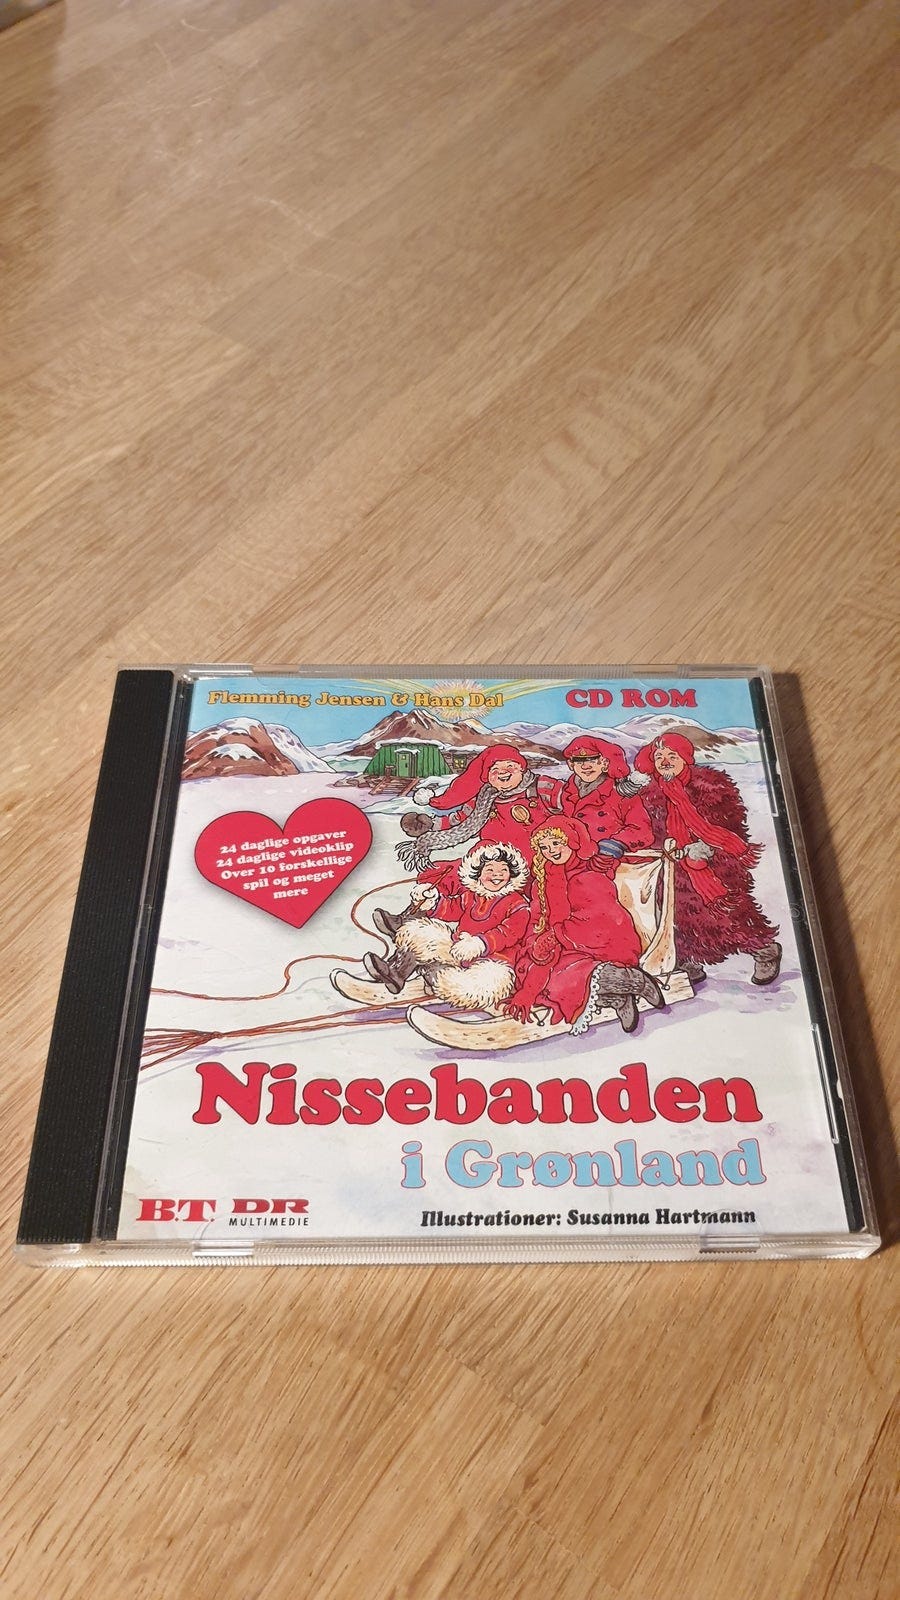 Flemming Jensen & Hans Dal
CD ROM
24 daglige opgaver
24 daglige videoklip
Over 10 forskellige
spil og meget
mere
Nissebanden
i Grønland
B.T.
DR
MULTIMEDIE
Illustrationer: Susanna Hartmann